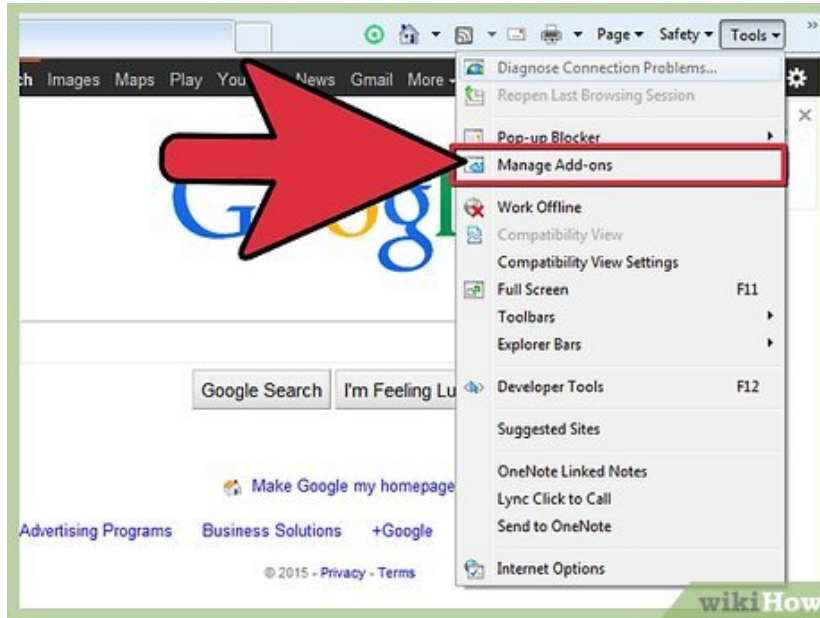 Page Safety Tools »
ch Images Maps Play You News Gmail More
Diagnose Connection Problems...
Reopen Last Browsing Session
Pop-up Blocker
Manage Add-ons
Work Offline
Compatibility View
Compatibility View Settings
Full Screen F11
Toolbars
Explorer Bars
Developer Tools F12
Suggested Sites
OneNote Linked Notes
Lync Click to Call
Send to OneNote
Internet Options
Google Search I'm Feeling Lu
Make Google my homepage
Advertising Programs Business Solutions +Google
© 2015 - Privacy - Terms
wikiHow